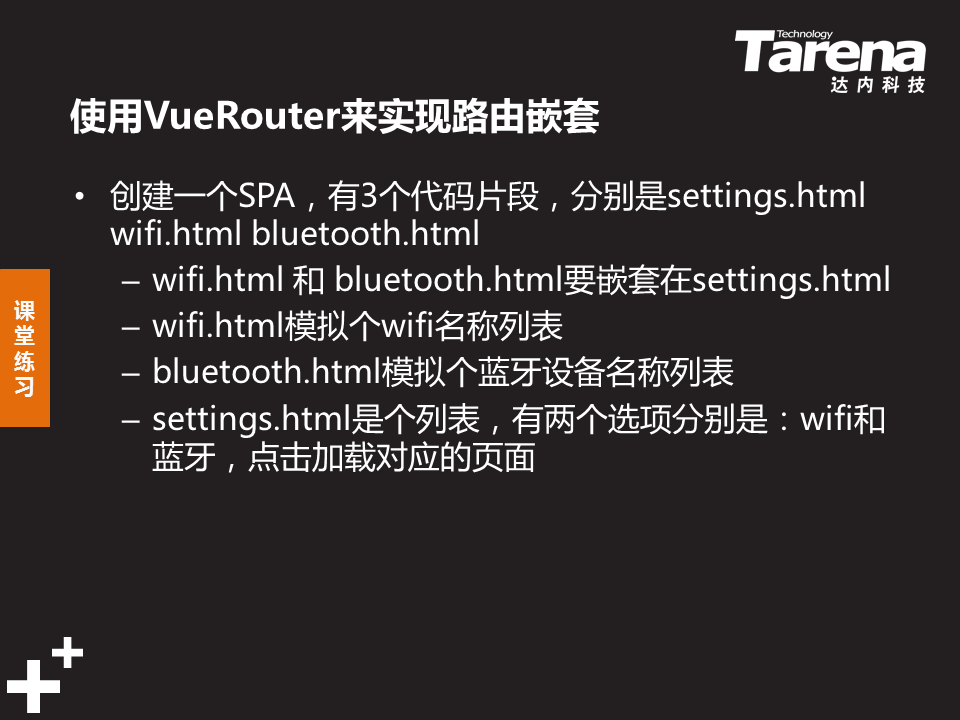 Technology
Tarena
达内科技
使用VueRouter来实现路由嵌套
• 创建一个SPA，有3个代码片段，分别是settings.html
wifi.html bluetooth.html
– wifi.html 和 bluetooth.html要嵌套在settings.html
– wifi.html模拟个wifi名称列表
– bluetooth.html模拟个蓝牙设备名称列表
– settings.html是个列表，有两个选项分别是：wifi和
蓝牙，点击加载对应的页面
课
堂
练
习